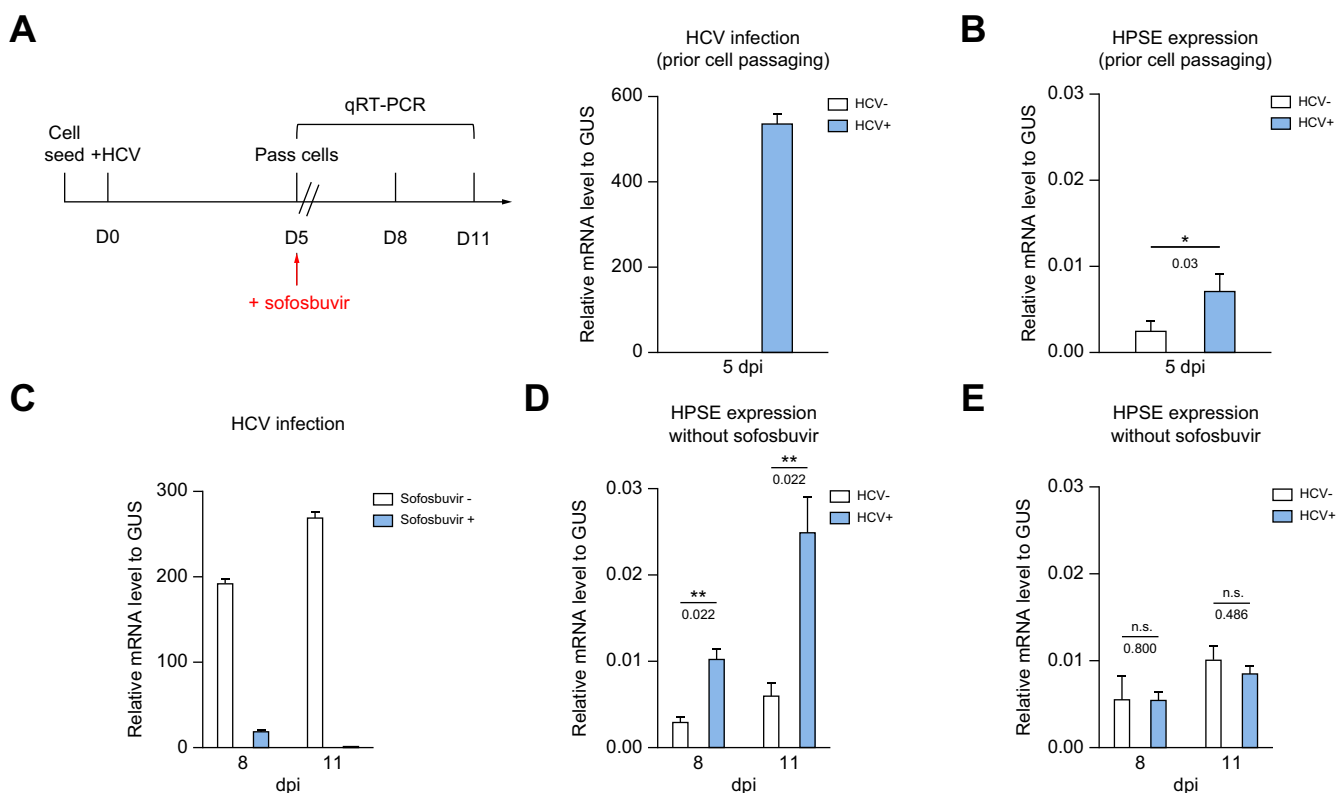 A
qRT-PCR
Cell
seed +HCV
Pass cells
D0
D5
D8
D11
+ sofosbuvir
HCV infection
(prior cell passaging)
Relative mRNA level to GUS
600
400
200
0
5 dpi
HCV-
HCV+
B
HPSE expression
(prior cell passaging)
Relative mRNA level to GUS
0.03
0.02
0.01
0.00
*
0.03
5 dpi
HCV-
HCV+
C
HCV infection
Relative mRNA level to GUS
300
200
100
0
8
11
dpi
Sofosbuvir -
Sofosbuvir +
D
HPSE expression
without sofosbuvir
Relative mRNA level to GUS
0.03
0.02
0.01
0.00
**
0.022
**
0.022
8
11
dpi
HCV-
HCV+
E
HPSE expression
without sofosbuvir
Relative mRNA level to GUS
0.03
0.02
0.01
0.00
n.s.
0.800
n.s.
0.486
8
11
dpi
HCV-
HCV+